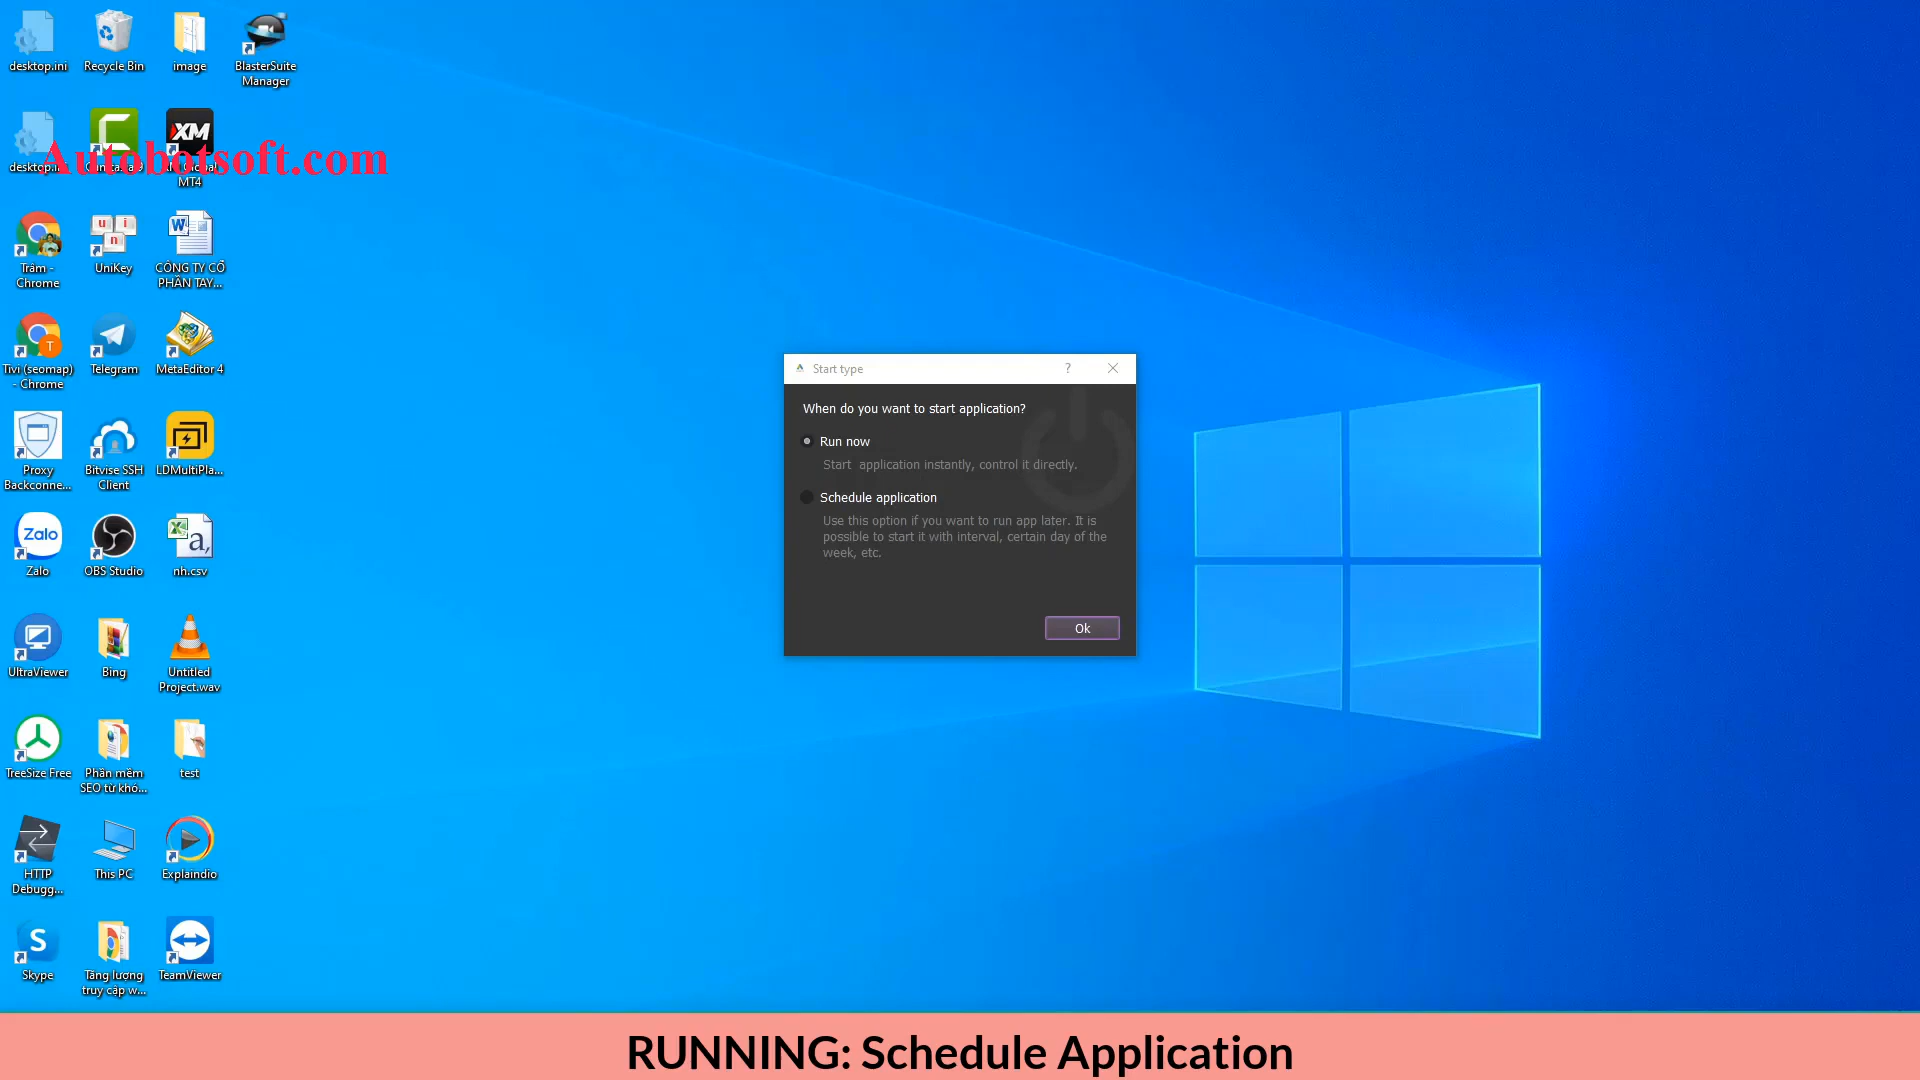 desktop.ini
Recycle Bin
image
BlasterSuite
Manager
XM
Autobotsoft.com
MT4
Trâm -
Chrome
u i
n
UniKey
W
CÔNG TY CỔ
PHẦN TAY...
T
Tivi (seomap)
- Chrome
Telegram
MetaEditor 4
Proxy
Backconne...
Bitvise SSH
Client
LDMultiPla...
Zalo
Zalo
OBS Studio
a,
nh.csv
UltraViewer
Bing
Untitled
Project.wav
TreeSize Free
Phần mềm
SEO từ khó...
test
HTTP
Debugg...
This PC
Explaindio
S
Skype
Tăng lượng
truy cập w...
TeamViewer
Start type
?
When do you want to start application?
Run now
Start application instantly, control it directly.
Schedule application
Use this option if you want to run app later. It is
possible to start it with interval, certain day of the
week, etc.
Ok
RUNNING: Schedule Application